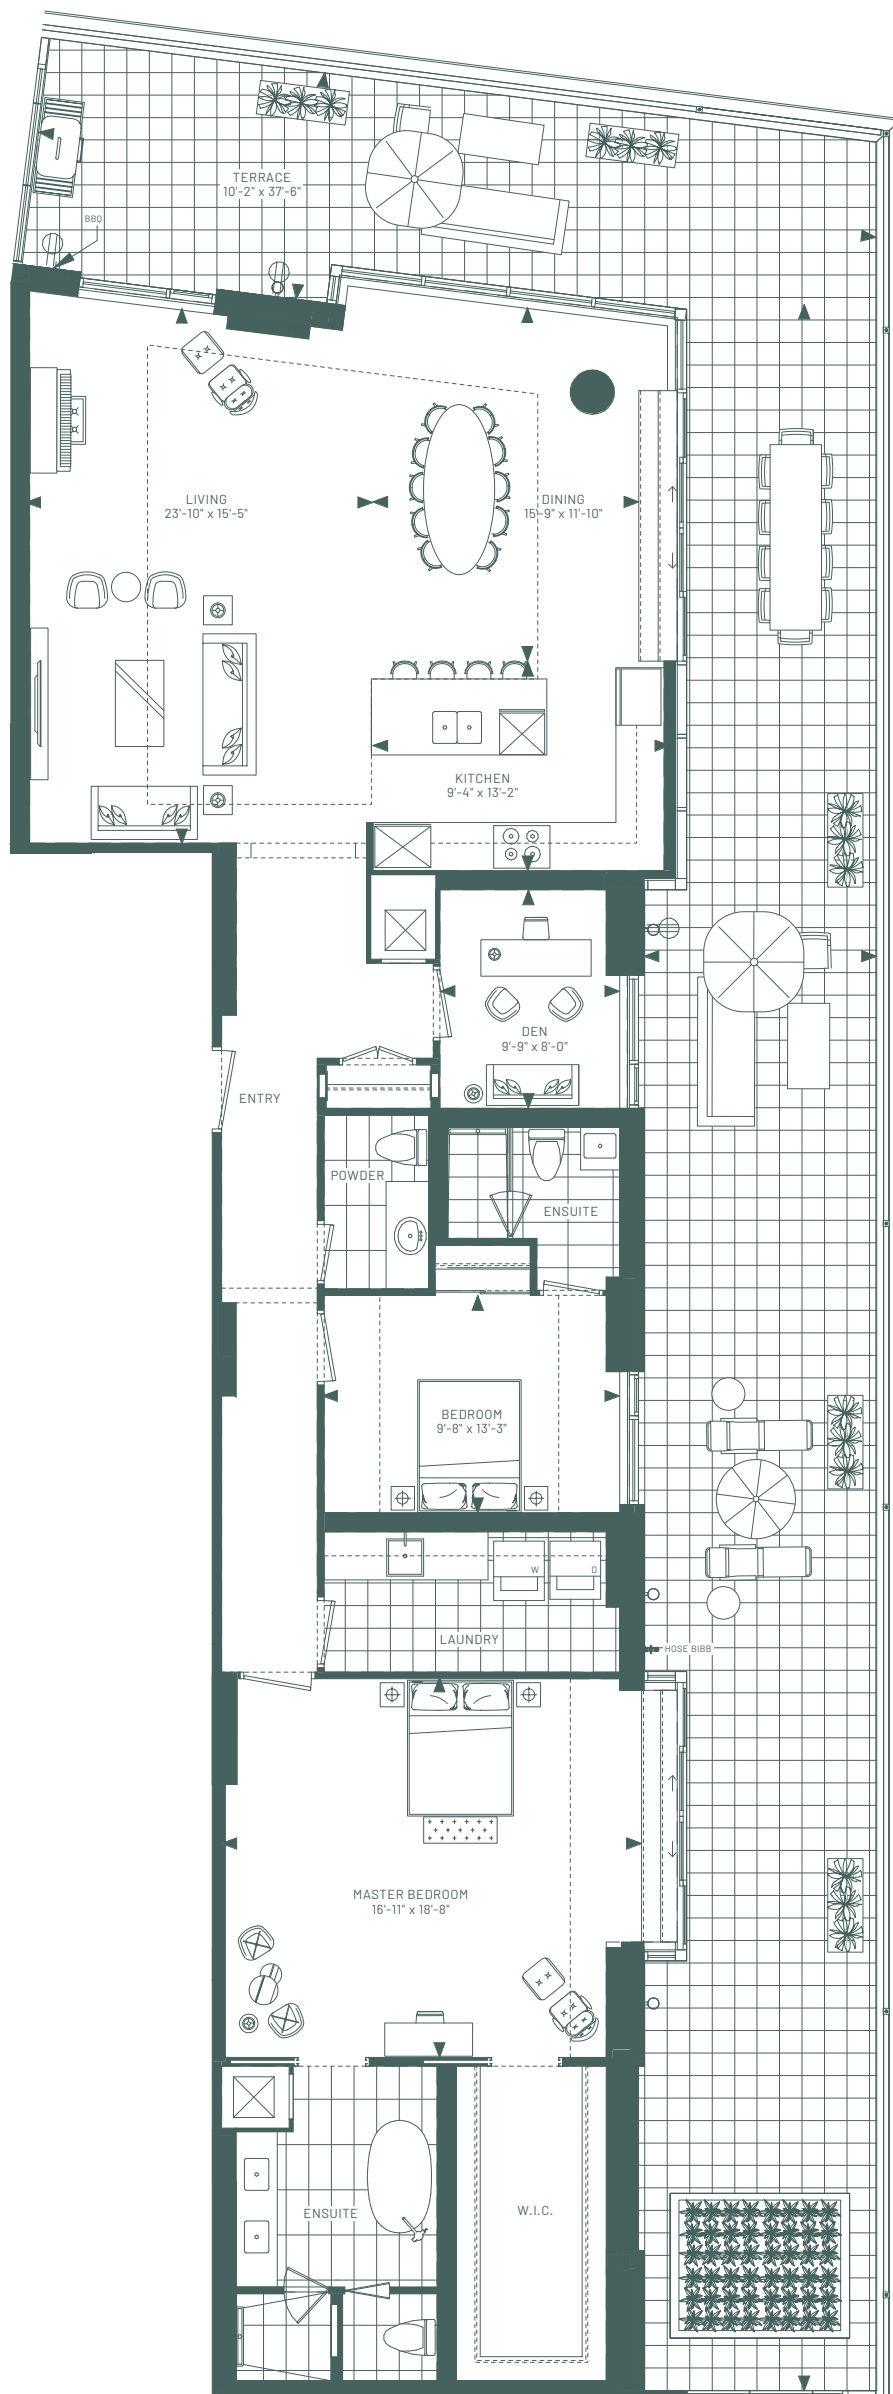 TERRACE
10'-2" x 37'-6"
BBQ
LIVING
23'-10" x 15'-5"
DINING
15'-9" x 11'-10"
KITCHEN
9'-4" x 13'-2"
DEN
9'-9" x 8'-0"
ENTRY
POWDER
ENSUITE
BEDROOM
9'-8" x 13'-3"
W
D
LAUNDRY
HOSE BIBB
MASTER BEDROOM
16'-11" x 18'-8"
ENSUITE
W.I.C.